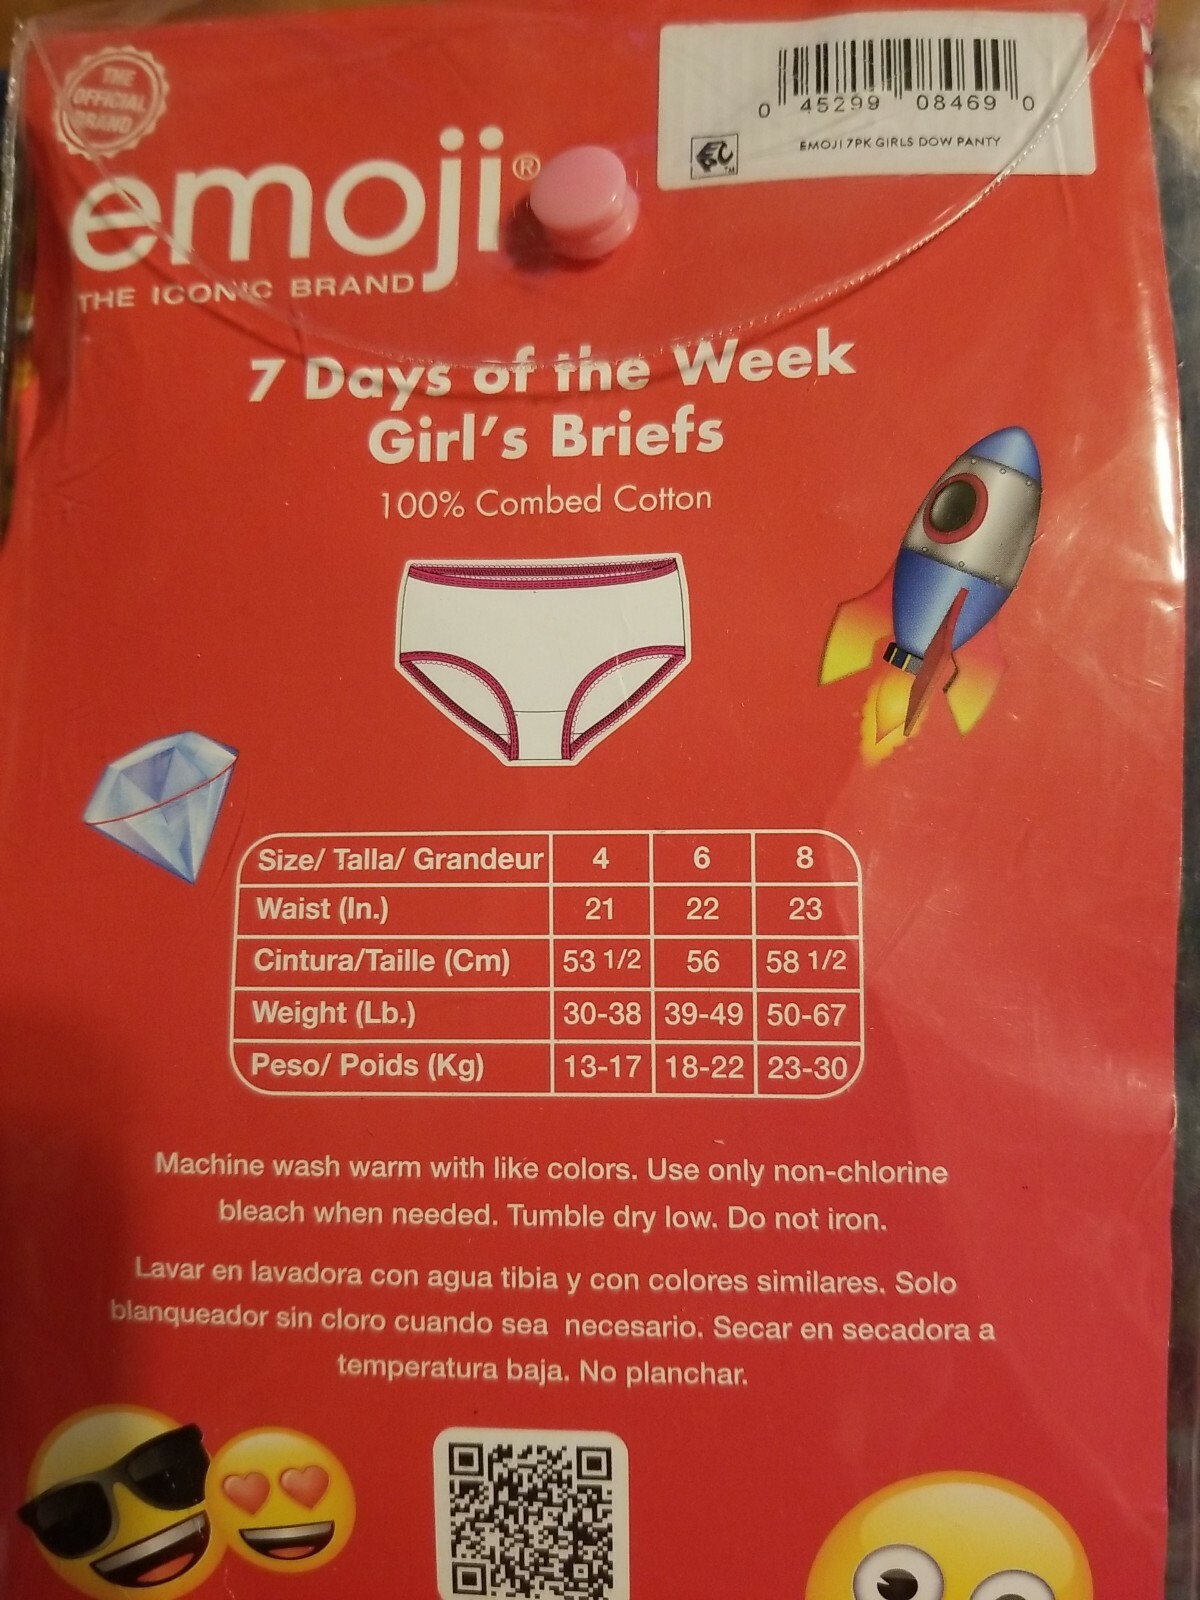 THE
OFFICIAL
BRAND
emoji®
THE ICONIC BRAND
0 45299 08469 0
EMOJI 7PK GIRLS DOW PANTY
TM
7 Days of the Week
Girl's Briefs
100% Combed Cotton
Size/ Talla/ Grandeur 4 6 8
Waist (In.) 21 22 23
Cintura/Taille (Cm) 53 1/2 56 58 1/2
Weight (Lb.) 30-38 39-49 50-67
Peso/ Poids (Kg) 13-17 18-22 23-30
Machine wash warm with like colors. Use only non-chlorine
bleach when needed. Tumble dry low. Do not iron.
Lavar en lavadora con agua tibia y con colores similares. Solo
blanqueador sin cloro cuando sea necesario. Secar en secadora a
temperatura baja. No planchar.